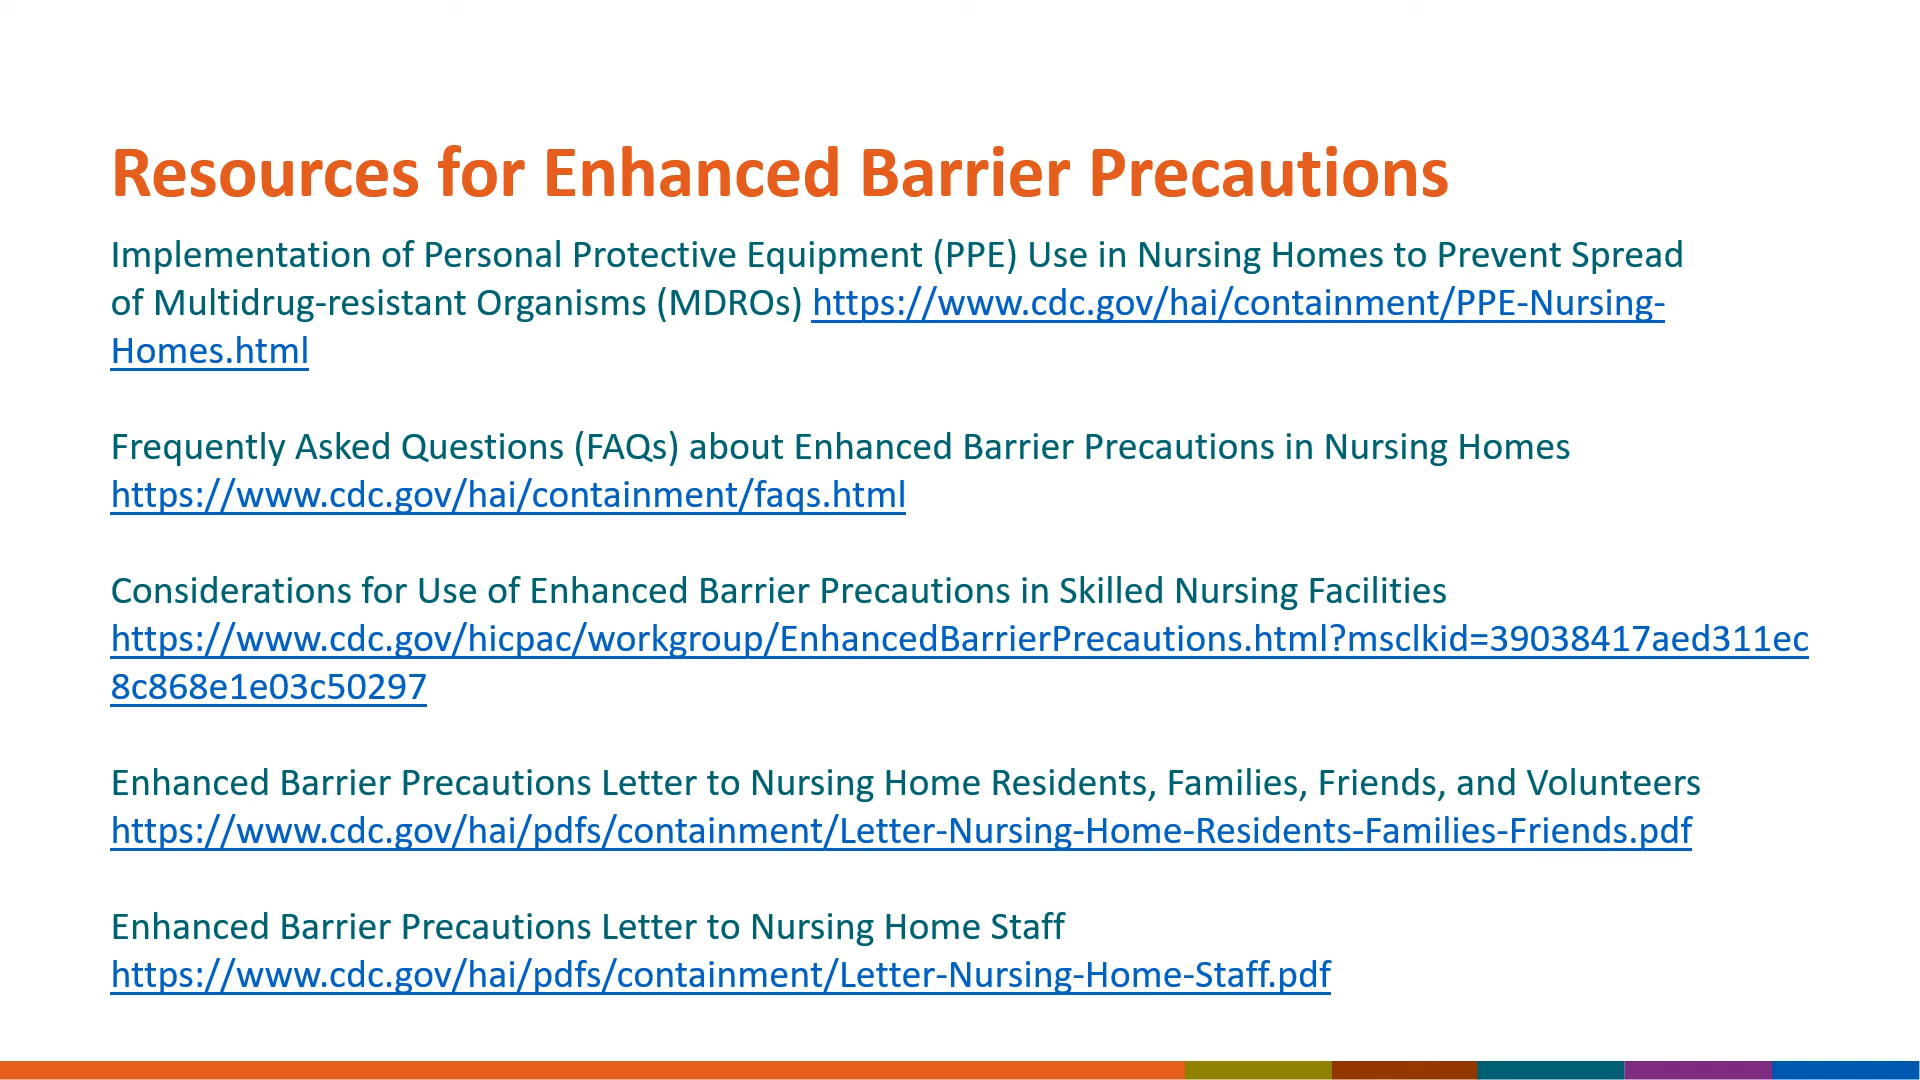 Resources for Enhanced Barrier Precautions
Implementation of Personal Protective Equipment (PPE) Use in Nursing Homes to Prevent Spread
of Multidrug-resistant Organisms (MDROs) https://www.cdc.gov/hai/containment/PPE-Nursing-
Homes.html
Frequently Asked Questions (FAQs) about Enhanced Barrier Precautions in Nursing Homes
https://www.cdc.gov/hai/containment/faqs.html
Considerations for Use of Enhanced Barrier Precautions in Skilled Nursing Facilities
https://www.cdc.gov/hicpac/workgroup/EnhancedBarrierPrecautions.html?msclkid=39038417aed311ec
8c868e1e03c50297
Enhanced Barrier Precautions Letter to Nursing Home Residents, Families, Friends, and Volunteers
https://www.cdc.gov/hai/pdfs/containment/Letter-Nursing-Home-Residents-Families-Friends.pdf
Enhanced Barrier Precautions Letter to Nursing Home Staff
https://www.cdc.gov/hai/pdfs/containment/Letter-Nursing-Home-Staff.pdf